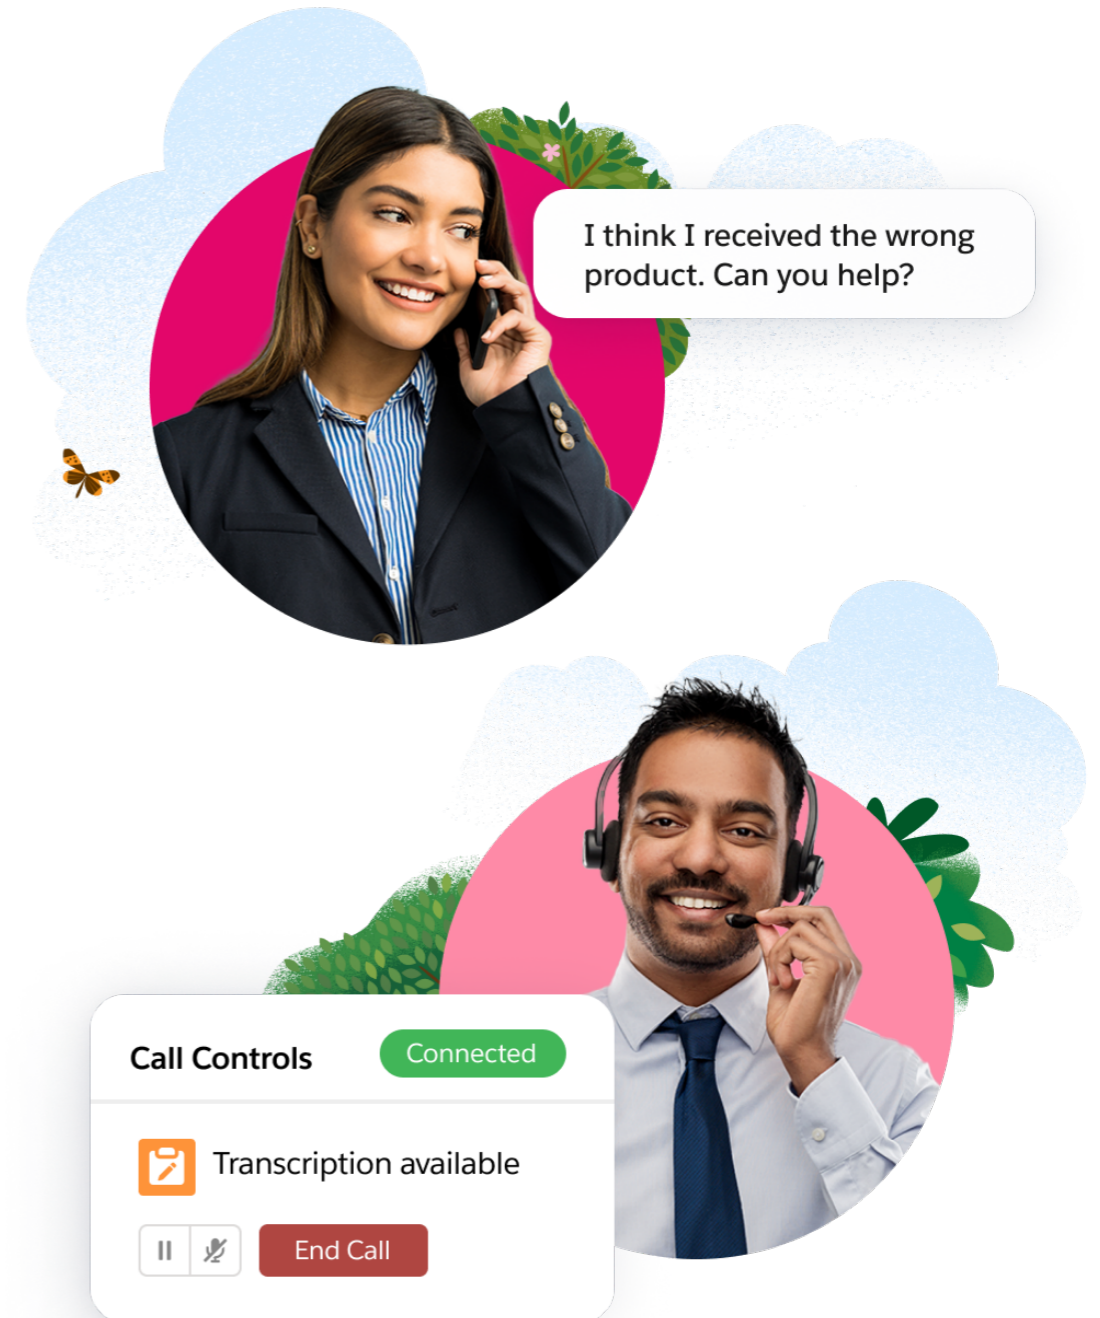 I think I received the wrong
product. Can you help?
Call Controls
Connected
Transcription available
End Call